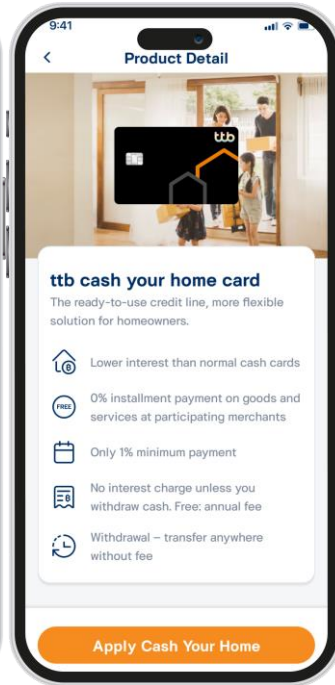 9:41
Product Detail
ttb
ttb cash your home card
The ready-to-use credit line, more flexible
solution for homeowners.
Lower interest than normal cash cards
FREE
0% installment payment on goods and
services at participating merchants
Only 1% minimum payment
No interest charge unless you
withdraw cash. Free: annual fee
Withdrawal – transfer anywhere
without fee
Apply Cash Your Home